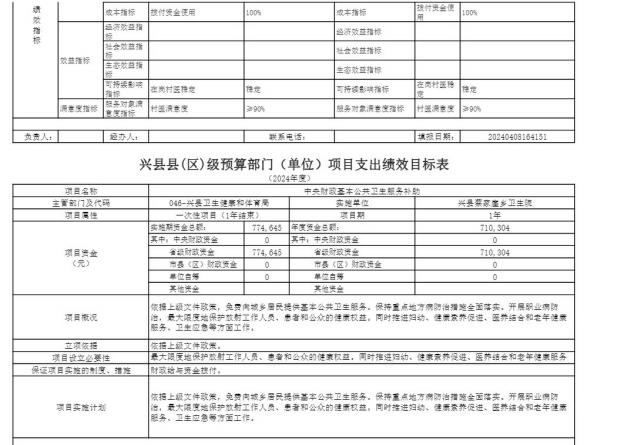 绩效指标
成本指标 拨付资金使用 100% 成本指标 拨付资金使用 100%
效益指标
经济效益指标 经济效益指标
社会效益指标 社会效益指标
生态效益指标 生态效益指标
可持续影响指标 在岗村医稳定 稳定 可持续影响指标 在岗村医稳定 稳定
满意度指标 服务对象满意度指标 村医满意度 ≥90% 服务对象满意度指标 村医满意度 ≥90%
负责人： 经办人： 联系电话： 填报日期： 20240408164151
兴县县(区)级预算部门（单位）项目支出绩效目标表
（2024年度）
项目名称 中央财政基本公共卫生服务补助
主管部门及代码 046-兴县卫生健康和体育局 实施单位 兴县蔡家崖乡卫生院
项目属性 一次性项目（1年结束） 项目期 1年
项目资金（元）
实施期资金总额： 774,645 年度资金总额： 710,304
其中：中央财政资金 0 其中：中央财政资金 0
省级财政资金 774,645 省级财政资金 710,304
市县（区）财政资金 0 市县（区）财政资金 0
单位自筹 0 单位自筹 0
其他资金 其他资金
项目概况
依据上级文件政策，免费向城乡居民提供基本公共卫生服务。保持重点地方病防治措施全面落实。开展职业病防
治，最大限度地保护放射工作人员、患者和公众的健康权益。同时推进妇幼、健康素养促进、医养结合和老年健康
服务、卫生应急等方面工作。
立项依据 依据上级文件政策。
项目设立必要性 最大限度地保护放射工作人员、患者和公众的健康权益。同时推进妇幼、健康素养促进、医养结合和老年健康服务
保证项目实施的制度、措施 财政给与资金拨付。
项目实施计划
依据上级文件政策，免费向城乡居民提供基本公共卫生服务。保持重点地方病防治措施全面落实。开展职业病防
治，最大限度地保护放射工作人员、患者和公众的健康权益。同时推进妇幼、健康素养促进、医养结合和老年健康
服务、卫生应急等方面工作。